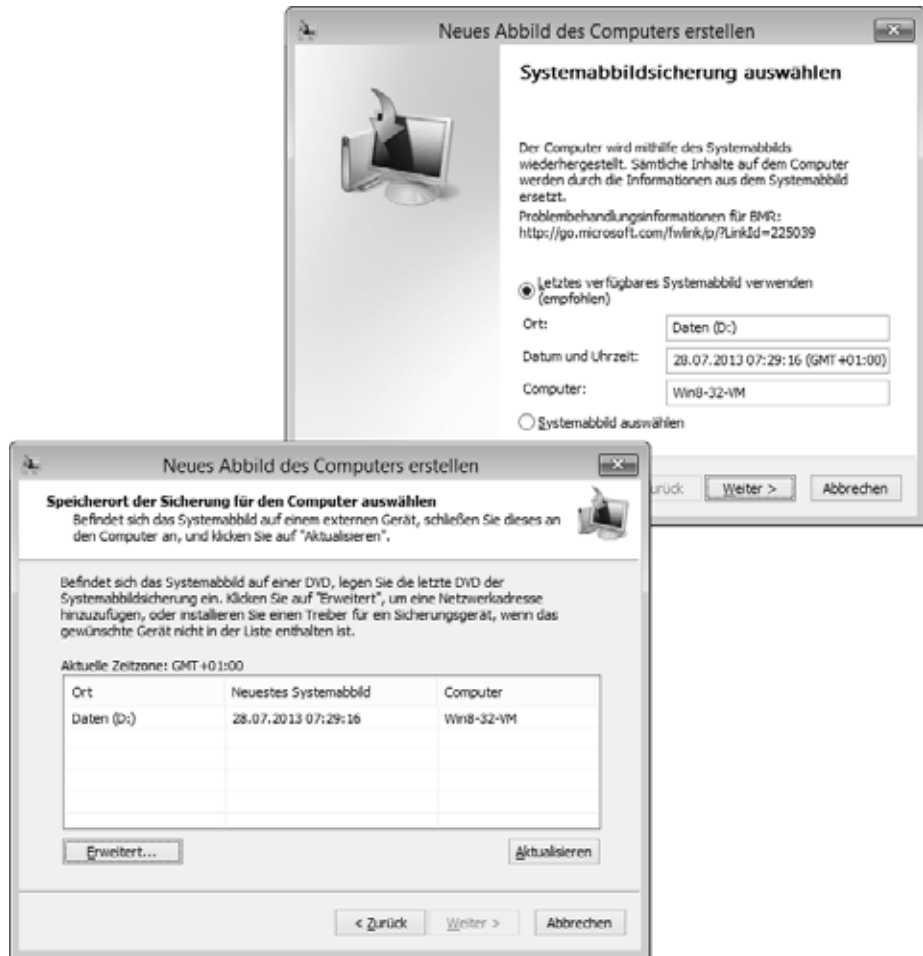 Neues Abbild des Computers erstellen
Systemabbildsicherung auswählen
Der Computer wird mithilfe des Systemabbilds
wiederhergestellt. Sämtliche Inhalte auf dem Computer
werden durch die Informationen aus dem Systemabbild
ersetzt.
Problembehandlungsinformationen für BMR:
http://go.microsoft.com/fwlink/p/?LinkId=225039
Letztes verfügbares Systemabbild verwenden
(empfohlen)
Ort: Daten (D:)
Datum und Uhrzeit: 28.07.2013 07:29:16 (GMT+01:00)
Computer: Win8-32-VM
Systemabbild auswählen
urück Weiter > Abbrechen
Neues Abbild des Computers erstellen
Speicherort der Sicherung für den Computer auswählen
Befindet sich das Systemabbild auf einem externen Gerät, schließen Sie dieses an
den Computer an, und klicken Sie auf "Aktualisieren".
Befindet sich das Systemabbild auf einer DVD, legen Sie die letzte DVD der
Systemabbildsicherung ein. Klicken Sie auf "Erweitert", um eine Netzwerkadresse
hinzuzufügen, oder installieren Sie einen Treiber für ein Sicherungsgerät, wenn das
gewünschte Gerät nicht in der Liste enthalten ist.
Aktuelle Zeitzone: GMT+01:00
Ort Neuestes Systemabbild Computer
Daten (D:) 28.07.2013 07:29:16 Win8-32-VM
Erweitert... Aktualisieren
< Zurück Weiter > Abbrechen